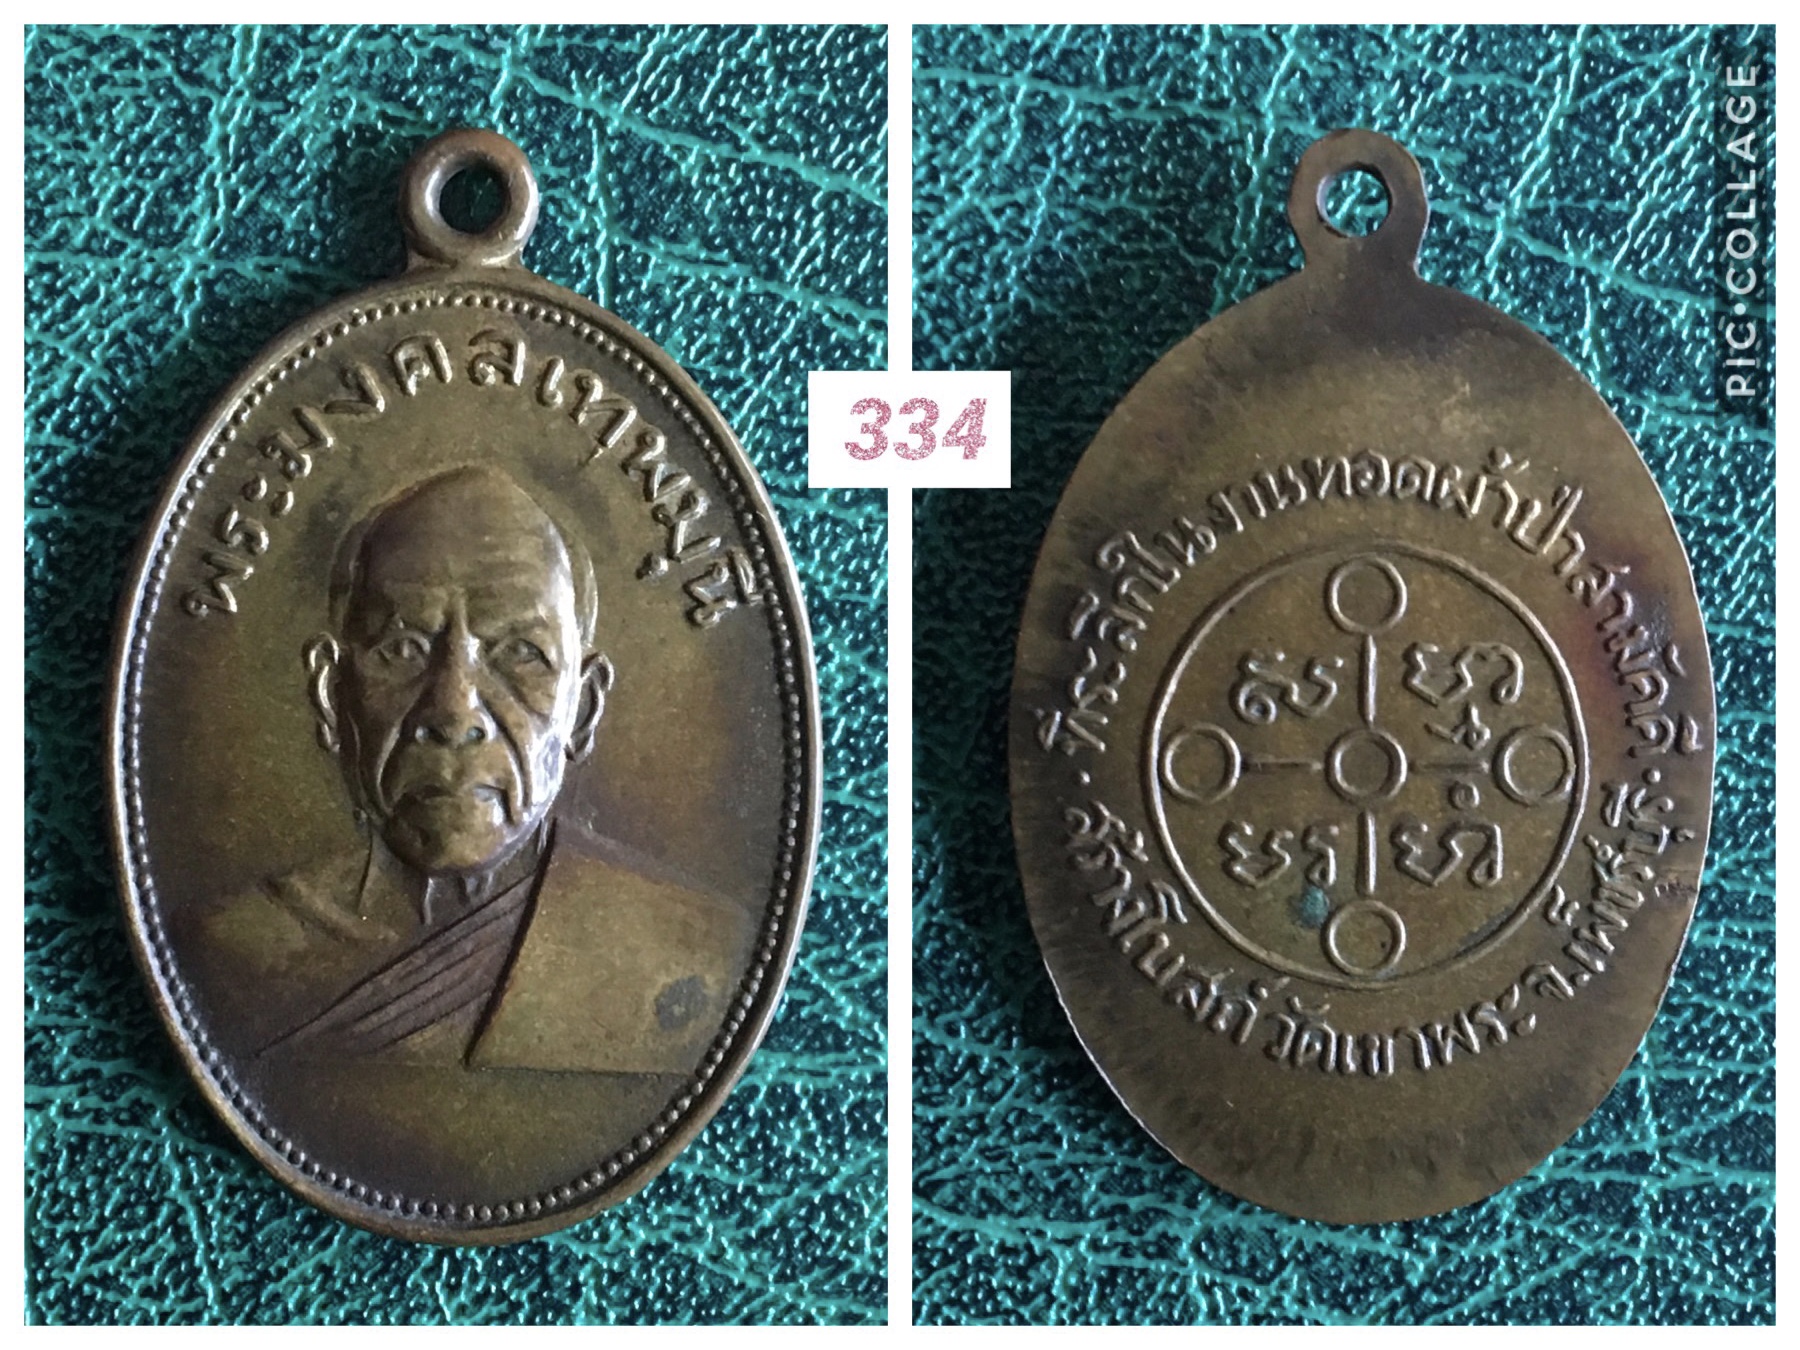 พระมงคลเทพมุนี
334
ที่ระลึกในงานทอดผ้าป่าสามัคคี
สร้างโบสถ์ วัดเขาพระ จ.เพ็ชร์บุรี
PIC•COLLAGE